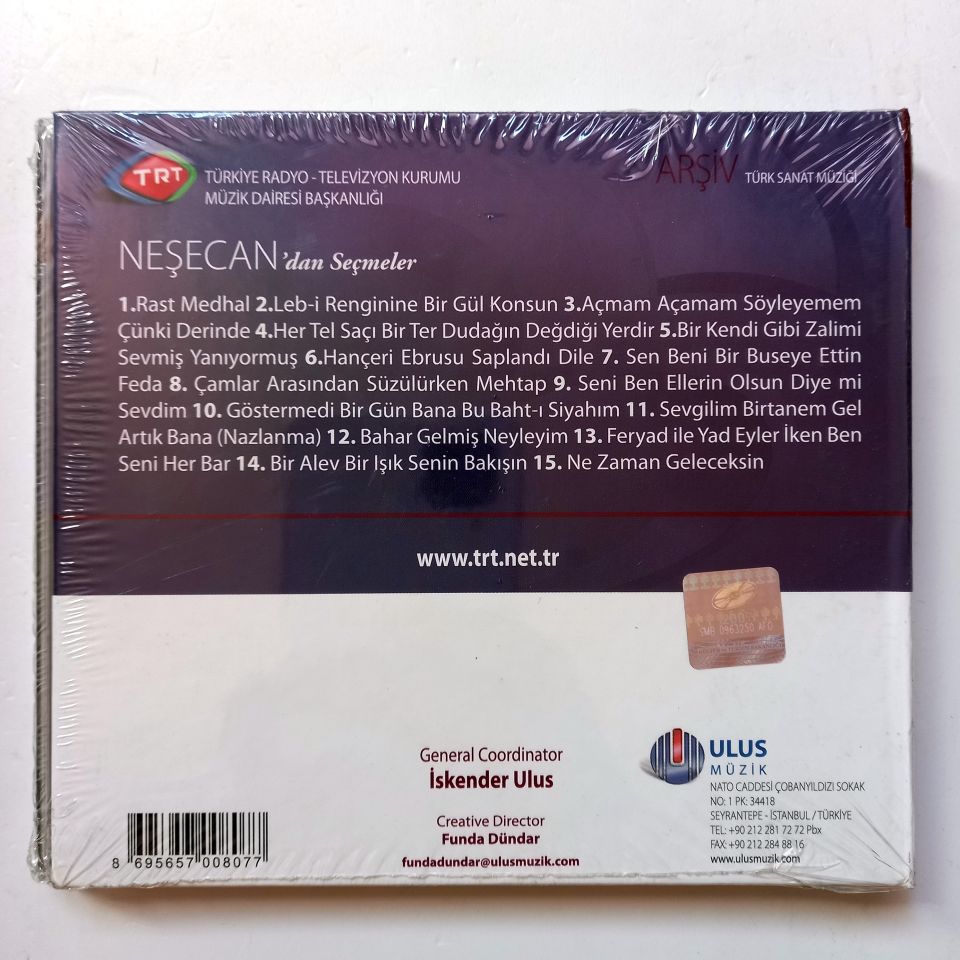 TRT
TÜRKİYE RADYO - TELEVİZYON KURUMU
MÜZİK DAİRESİ BAŞKANLIĞI
ARŞİV TÜRK SANAT MÜZİĞİ
NEŞECAN'dan Seçmeler
1.Rast Medhal 2.Leb-i Renginine Bir Gül Konsun 3.Açmam Açamam Söyleyemem
Çünki Derinde 4.Her Tel Saçı Bir Ter Dudağın Değdiği Yerdir 5.Bir Kendi Gibi Zalimi
Sevmiş Yanıyormuş 6.Hançeri Ebrusu Saplandı Dile 7. Sen Beni Bir Buseye Ettin
Feda 8. Çamlar Arasından Süzülürken Mehtap 9. Seni Ben Ellerin Olsun Diye mi
Sevdim 10. Göstermedi Bir Gün Bana Bu Baht-ı Siyahım 11. Sevgilim Birtanem Gel
Artık Bana (Nazlanma) 12. Bahar Gelmiş Neyleyim 13. Feryad ile Yad Eyler İken Ben
Seni Her Bar 14. Bir Alev Bir Işık Senin Bakışın 15. Ne Zaman Geleceksin
www.trt.net.tr
General Coordinator
İskender Ulus
Creative Director
Funda Dündar
fundadundar@ulusmuzik.com
8 695657 008077
ULUS
MÜZİK
NATO CADDESİ ÇOBANYILDIZI SOKAK
NO: 1 PK: 34418
SEYRANTEPE - İSTANBUL / TÜRKİYE
TEL: +90 212 281 72 72 Pbx
FAX: +90 212 284 88 16
www.ulusmuzik.com